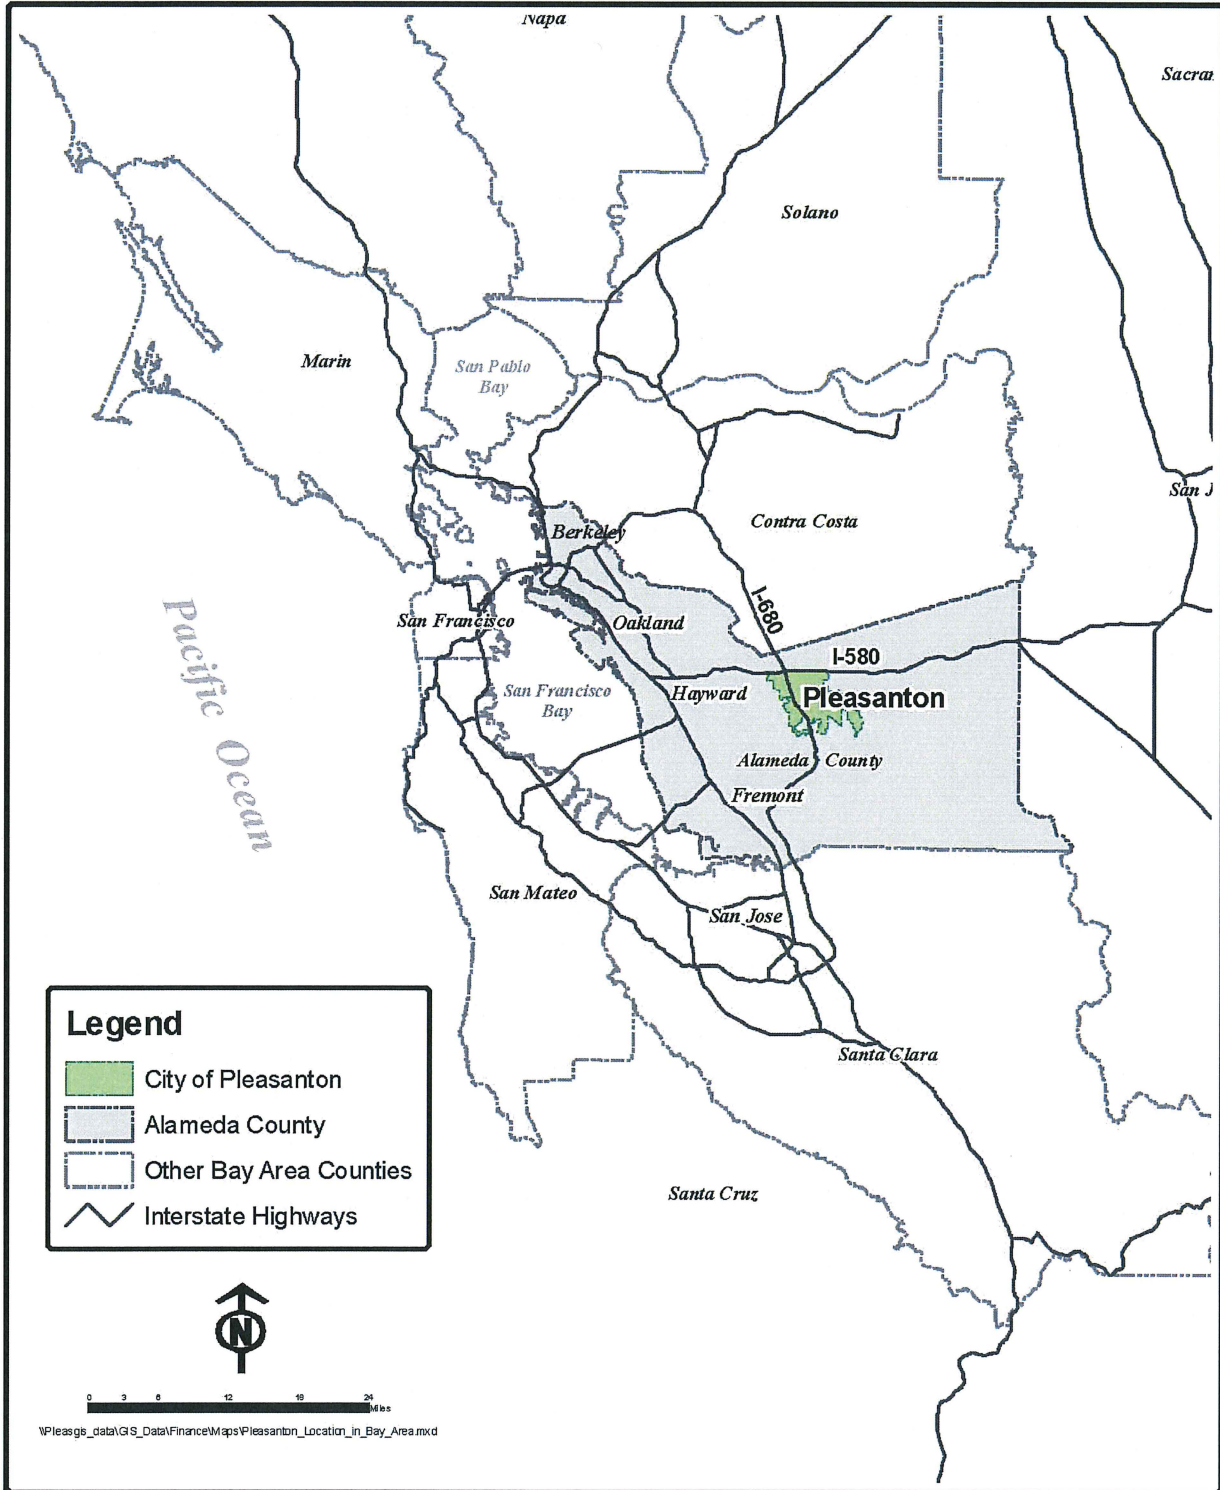 Napa
Sacran
Solano
Marin
San Pablo
Bay
San J
Contra Costa
Berkeley
I-680
San Francisco
Oakland
I-580
Pacific Ocean
San Francisco
Bay
Hayward
Pleasanton
Alameda County
Fremont
San Mateo
San Jose
Legend
City of Pleasanton
Alameda County
Other Bay Area Counties
Interstate Highways
Santa Clara
Santa Cruz
N
0 3 6 12 18 24
Miles
\\Pleasgis_data\GIS_Data\Finance\Maps\Pleasanton_Location_in_Bay_Area.mxd